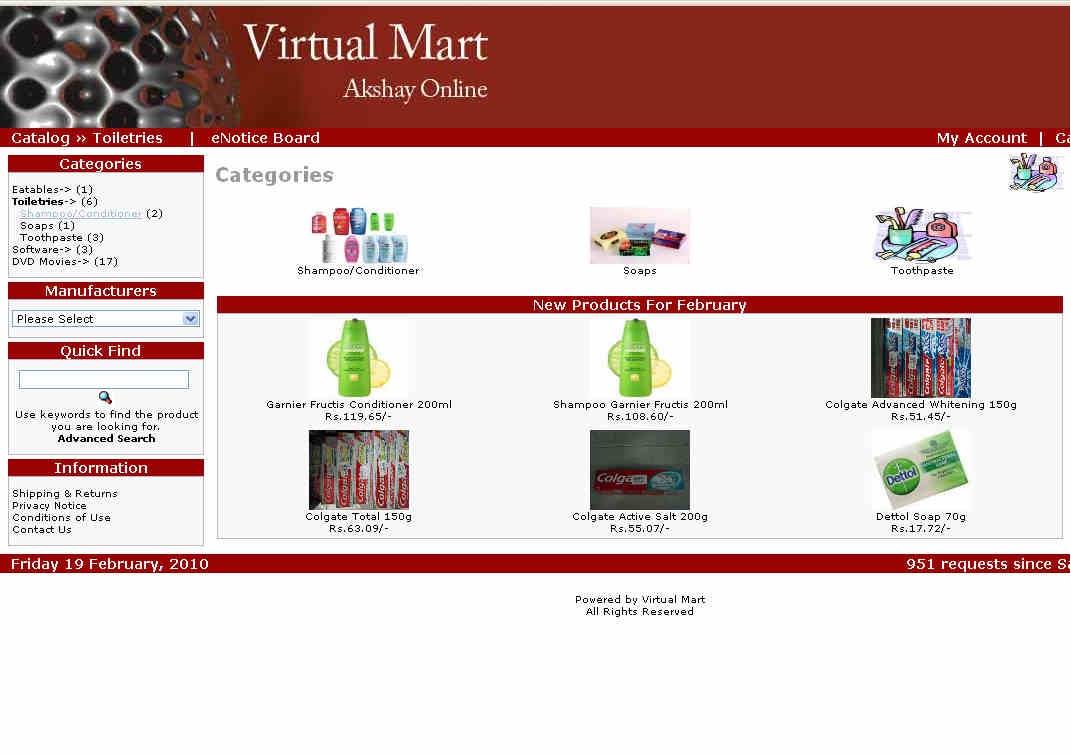 Virtual Mart
Akshay Online
Catalog » Toiletries | eNotice Board
My Account | Ca
Categories
Eatables-> (1)
Toiletries-> (6)
Shampoo/Conditioner (2)
Soaps (1)
Toothpaste (3)
Software-> (3)
DVD Movies-> (17)
Manufacturers
Please Select
Quick Find
Use keywords to find the product
you are looking for.
Advanced Search
Information
Shipping & Returns
Privacy Notice
Conditions of Use
Contact Us
Categories
Shampoo/Conditioner
Soaps
Toothpaste
New Products For February
Garnier Fructis Conditioner 200ml
Rs.119.65/-
Shampoo Garnier Fructis 200ml
Rs.108.60/-
Colgate Advanced Whitening 150g
Rs.51.45/-
Colgate Total 150g
Rs.63.09/-
Colgate
Colgate Active Salt 200g
Rs.55.07/-
Dettol
Dettol Soap 70g
Rs.17.72/-
Friday 19 February, 2010
951 requests since Sa
Powered by Virtual Mart
All Rights Reserved